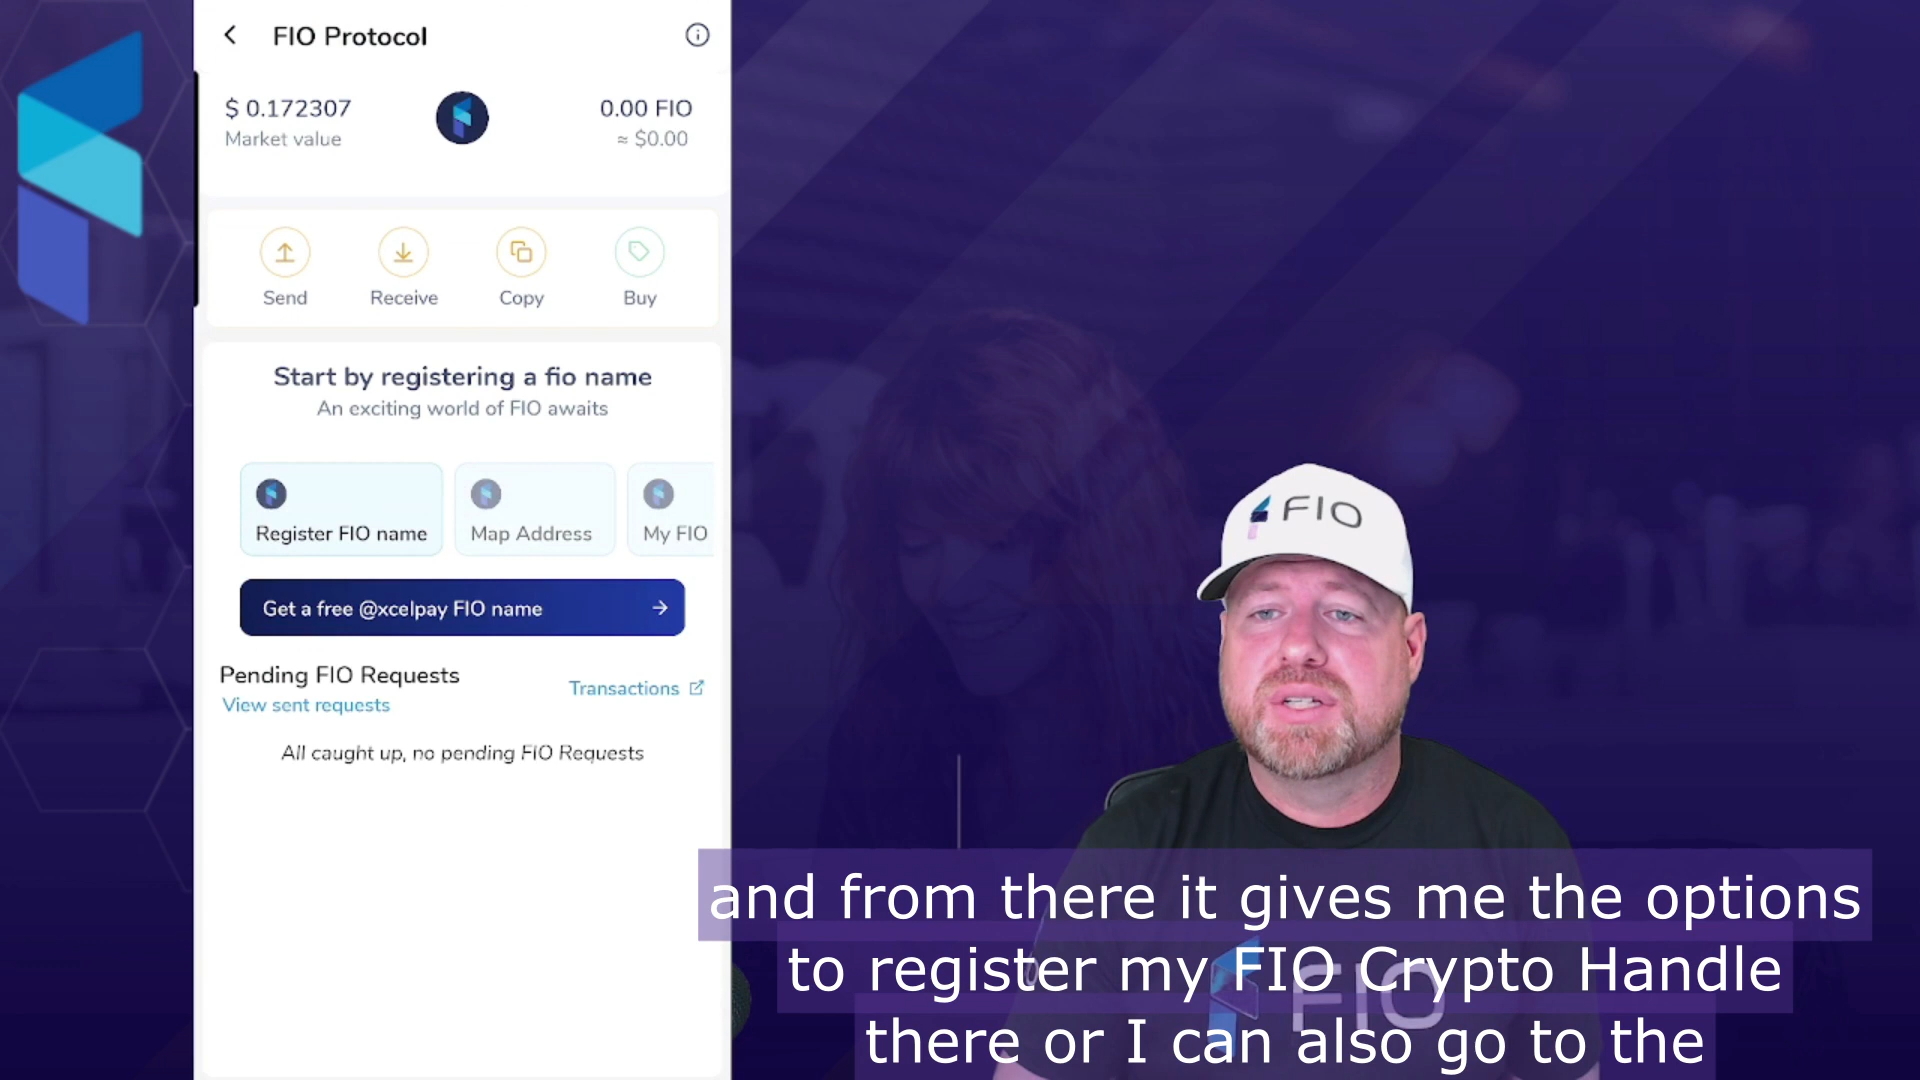 FIO Protocol
$ 0.172307
Market value
0.00 FIO
≈ $0.00
Send
Receive
Copy
Buy
Start by registering a fio name
An exciting world of FIO awaits
Register FIO name
Map Address
My FIO
Get a free @xcelpay FIO name
Pending FIO Requests
View sent requests
Transactions
All caught up, no pending FIO Requests
FIO
FIO
and from there it gives me the options
to register my FIO Crypto Handle
there or I can also go to the